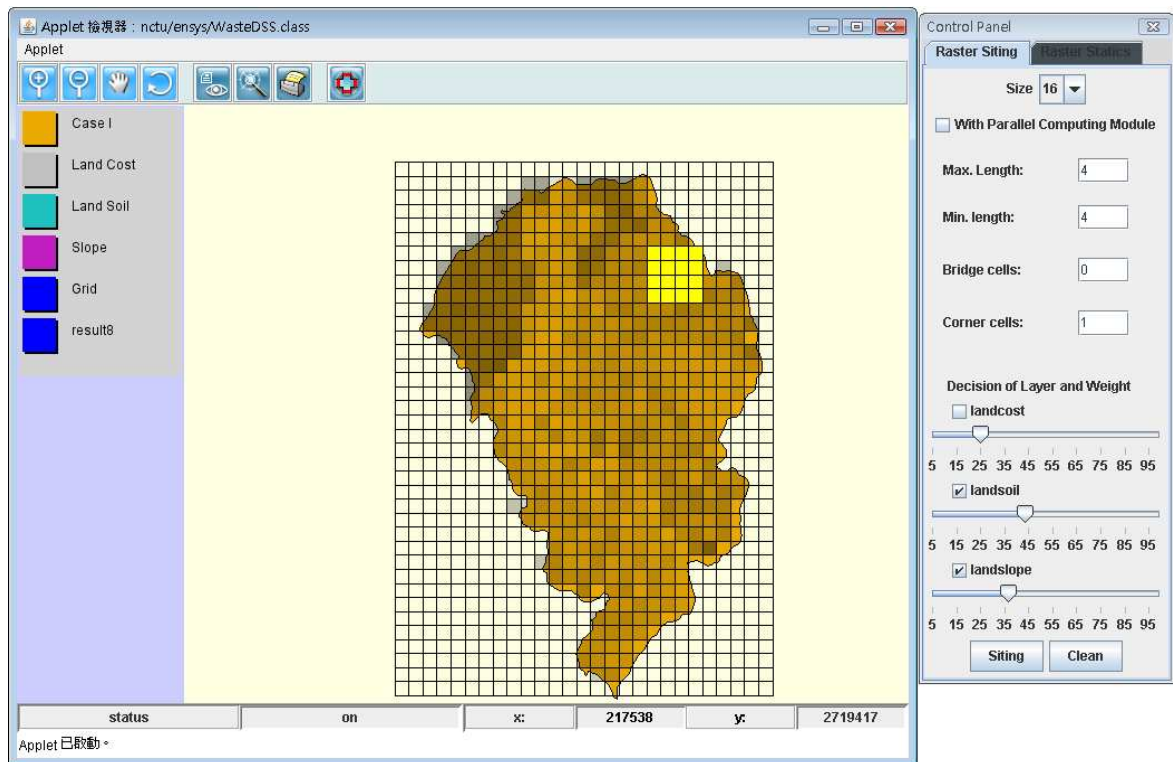 Applet 檢視器：nctu/ensys/WasteDSS.class
Applet
Case I
Land Cost
Land Soil
Slope
Grid
result8
status on x: 217538 y: 2719417
Applet 已啟動。
Control Panel
Raster Siting Raster Statics
Size 16
With Parallel Computing Module
Max. Length: 4
Min. length: 4
Bridge cells: 0
Corner cells: 1
Decision of Layer and Weight
landcost
5 15 25 35 45 55 65 75 85 95
landsoil
5 15 25 35 45 55 65 75 85 95
landslope
5 15 25 35 45 55 65 75 85 95
Siting Clean